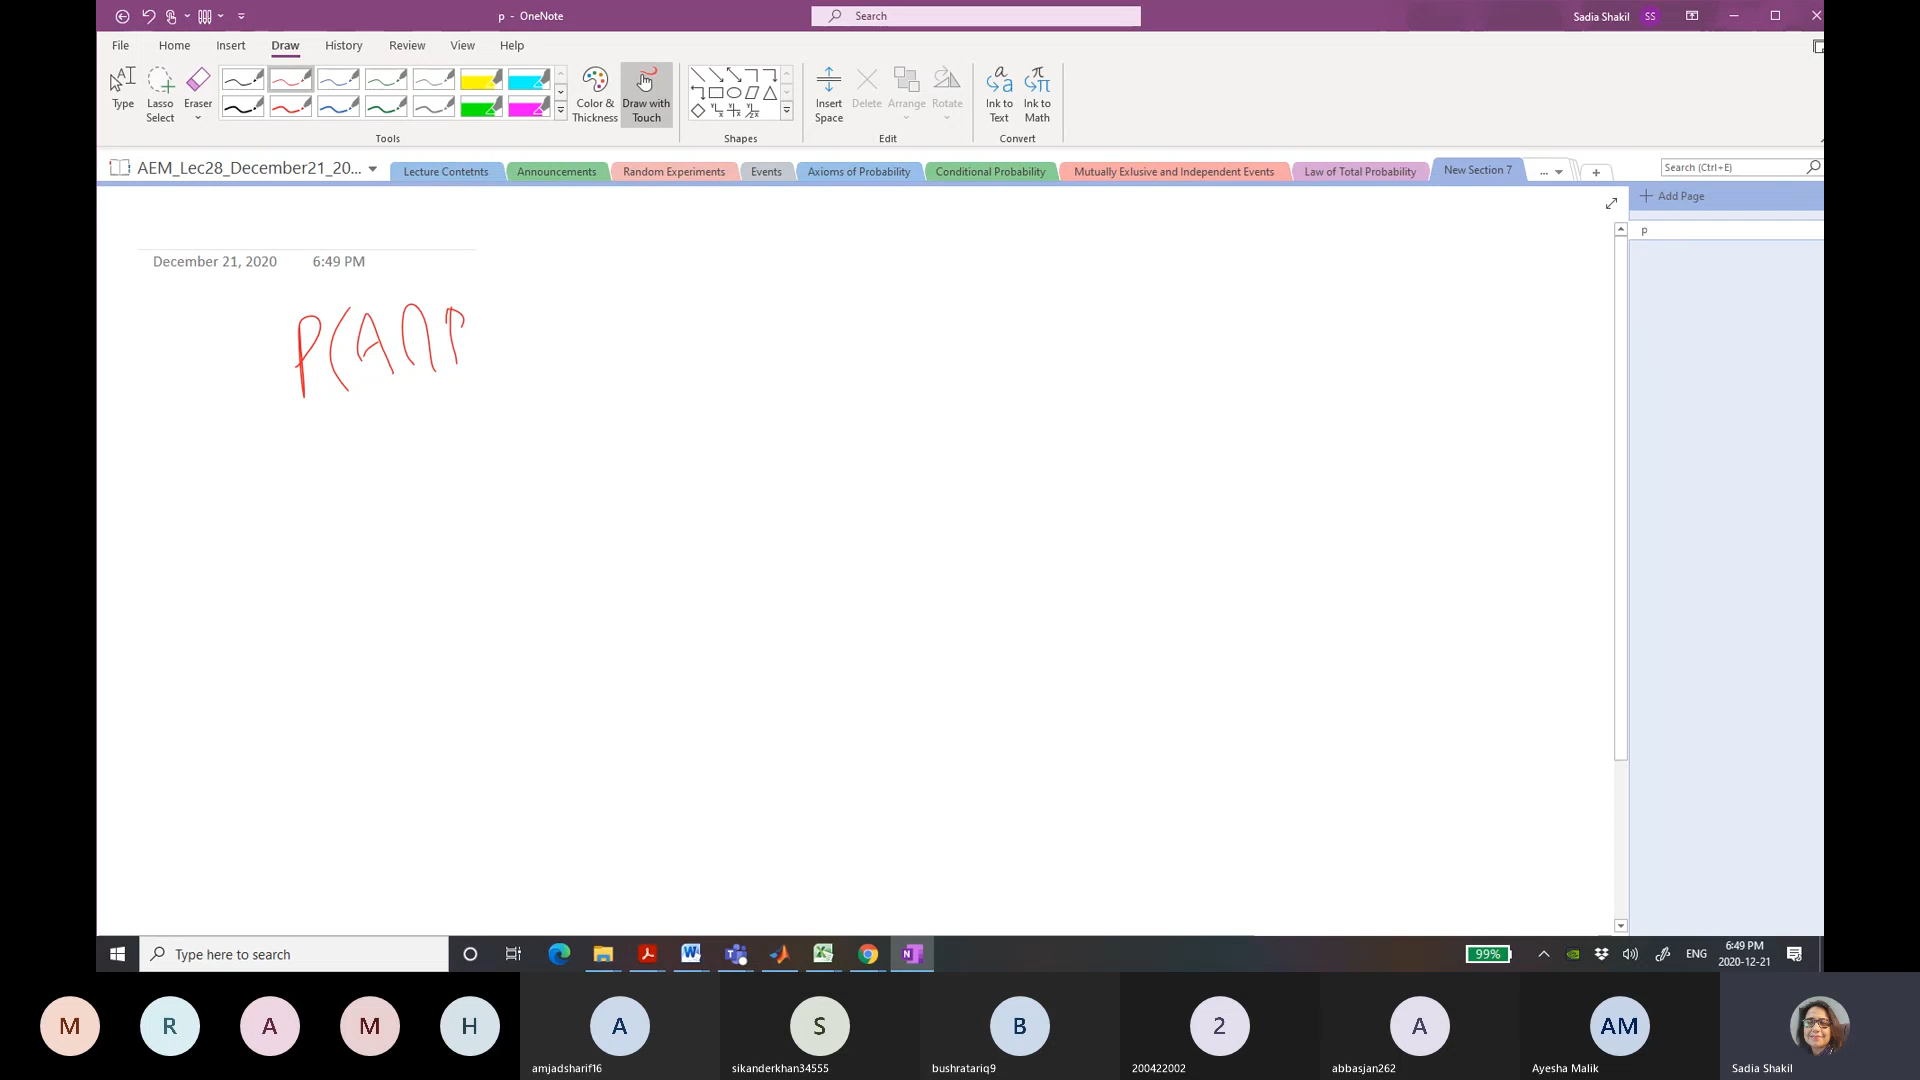 p - OneNote
Search
Sadia Shakil SS
File Home Insert Draw History Review View Help
Type
Lasso Select
Eraser
Color & Thickness
Draw with Touch
Insert Space
Delete
Arrange
Rotate
Ink to Text
Ink to Math
Tools Shapes Edit Convert
AEM_Lec28_December21_20...
Lecture Contetnts Announcements Random Experiments Events Axioms of Probability Conditional Probability Mutually Exlusive and Independent Events Law of Total Probability New Section 7 ...
Search (Ctrl+E)
Add Page
p
December 21, 2020 6:49 PM
P(A∩
Type here to search
99%
ENG
6:49 PM
2020-12-21
M R A M H A S B 2 A AM
amjadsharif16 sikanderkhan34555 bushratariq9 200422002 abbasjan262 Ayesha Malik Sadia Shakil